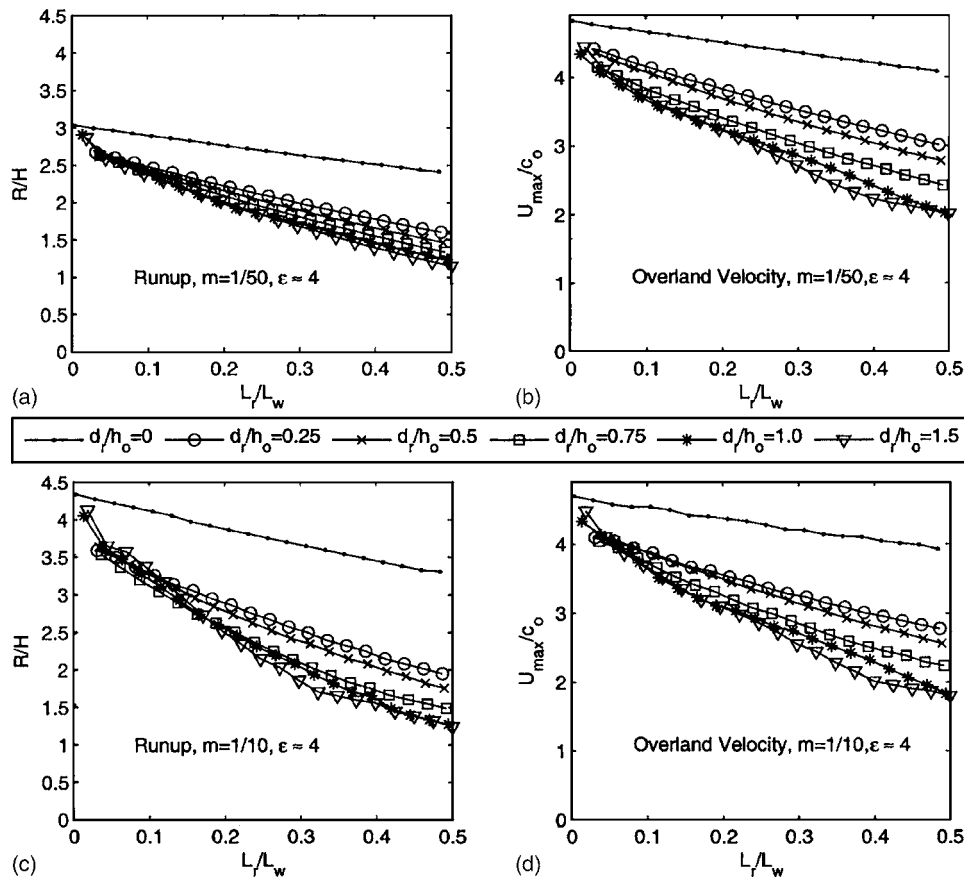 4.5
4
3.5
3
2.5
2
1.5
1
0.5
0
R/H
Runup, m=1/50, ε ≈ 4
0 0.1 0.2 0.3 0.4 0.5
L_r/L_w
(a)
4
3
2
1
0
U_max/c_o
Overland Velocity, m=1/50, ε ≈ 4
0 0.1 0.2 0.3 0.4 0.5
L_r/L_w
(b)
d_r/h_o=0 d_r/h_o=0.25 d_r/h_o=0.5 d_r/h_o=0.75 d_r/h_o=1.0 d_r/h_o=1.5
4.5
4
3.5
3
2.5
2
1.5
1
0.5
0
R/H
Runup, m=1/10, ε ≈ 4
0 0.1 0.2 0.3 0.4 0.5
L_r/L_w
(c)
4
3
2
1
0
U_max/c_o
Overland Velocity, m=1/10, ε ≈ 4
0 0.1 0.2 0.3 0.4 0.5
L_r/L_w
(d)